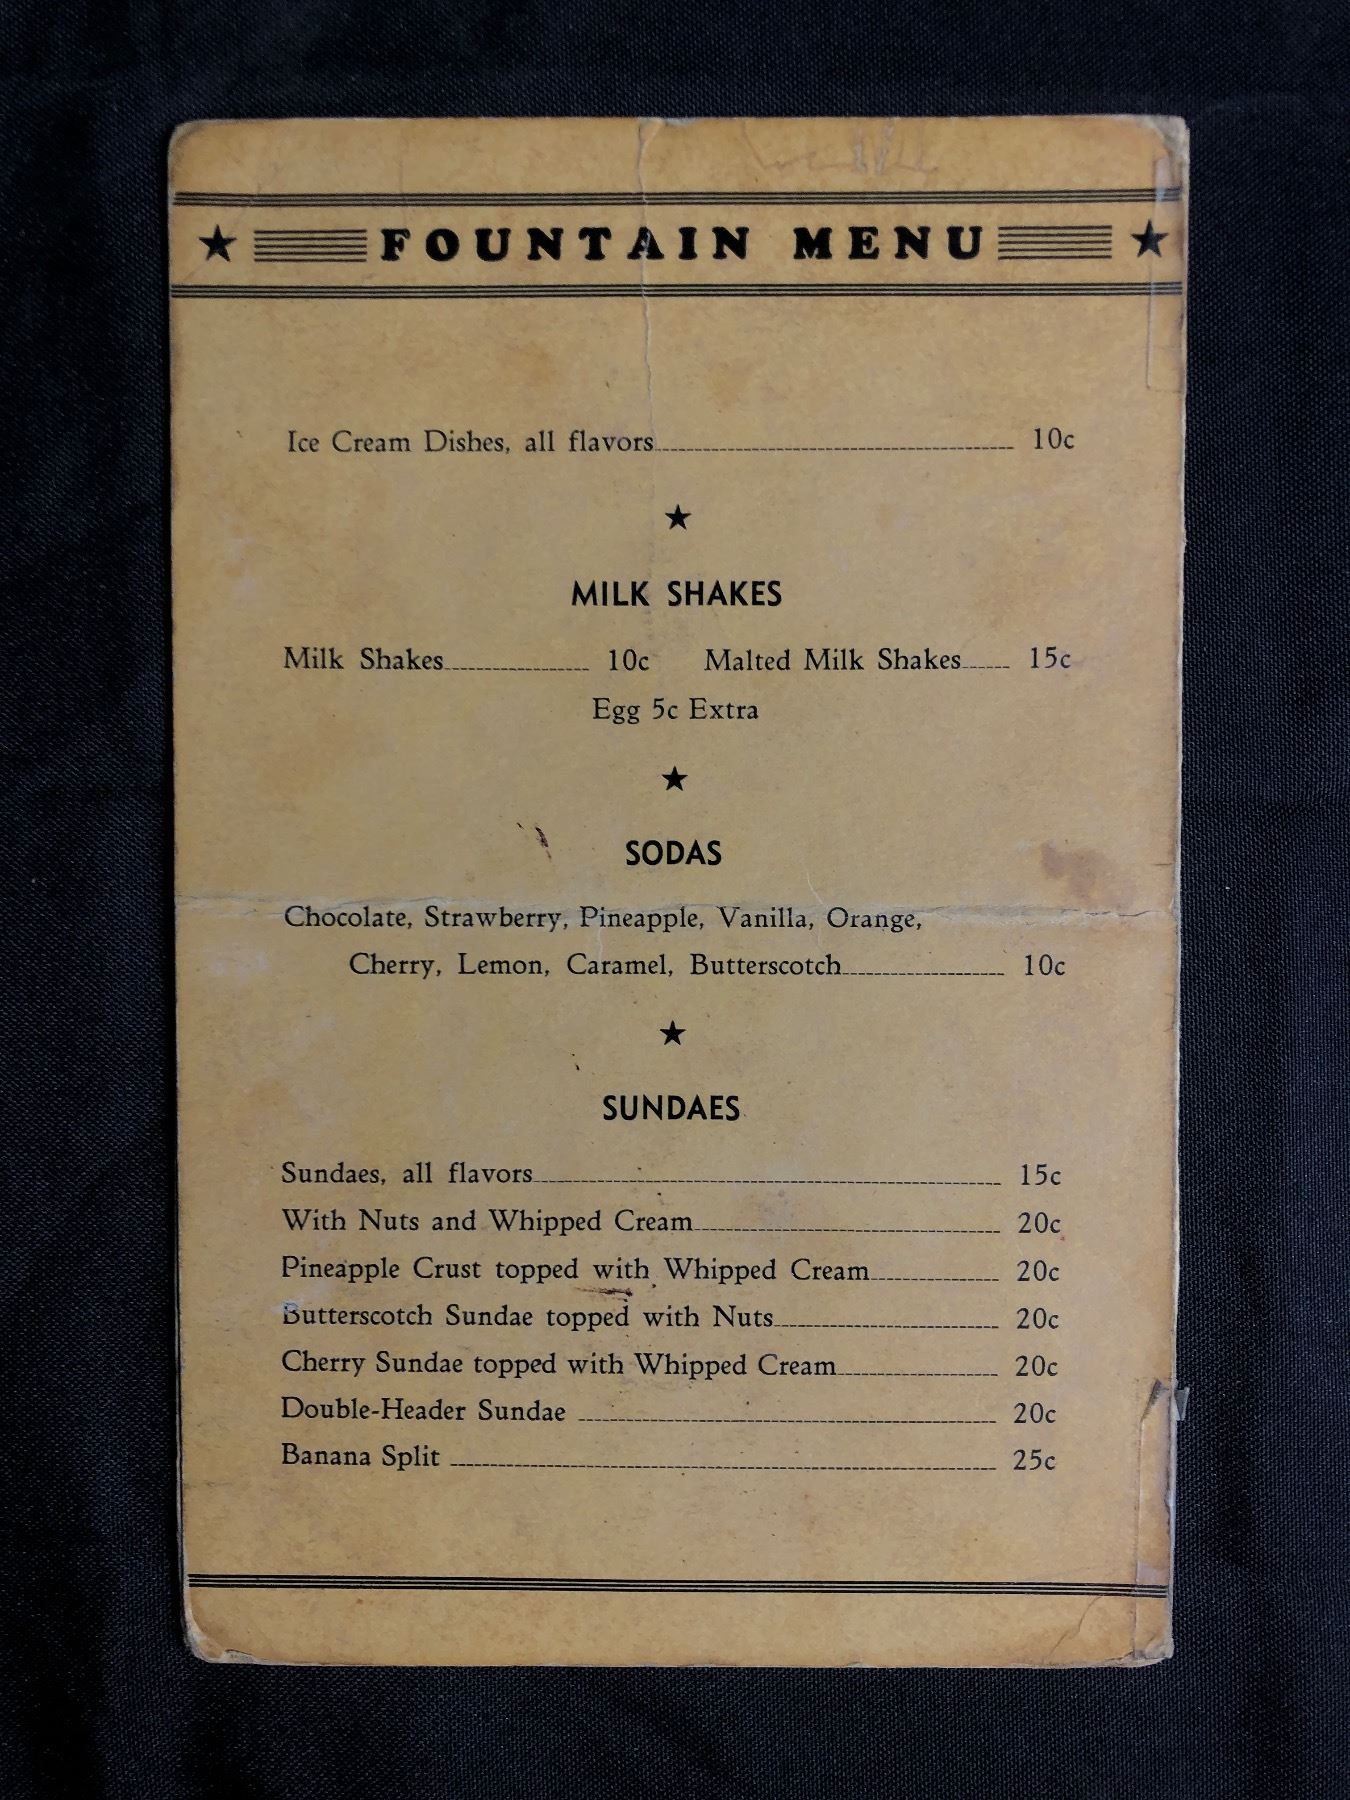 ★ FOUNTAIN MENU ★
Ice Cream Dishes, all flavors 10c
★
MILK SHAKES
Milk Shakes 10c Malted Milk Shakes 15c
Egg 5c Extra
★
SODAS
Chocolate, Strawberry, Pineapple, Vanilla, Orange,
Cherry, Lemon, Caramel, Butterscotch 10c
★
SUNDAES
Sundaes, all flavors 15c
With Nuts and Whipped Cream 20c
Pineapple Crust topped with Whipped Cream 20c
Butterscotch Sundae topped with Nuts 20c
Cherry Sundae topped with Whipped Cream 20c
Double-Header Sundae 20c
Banana Split 25c